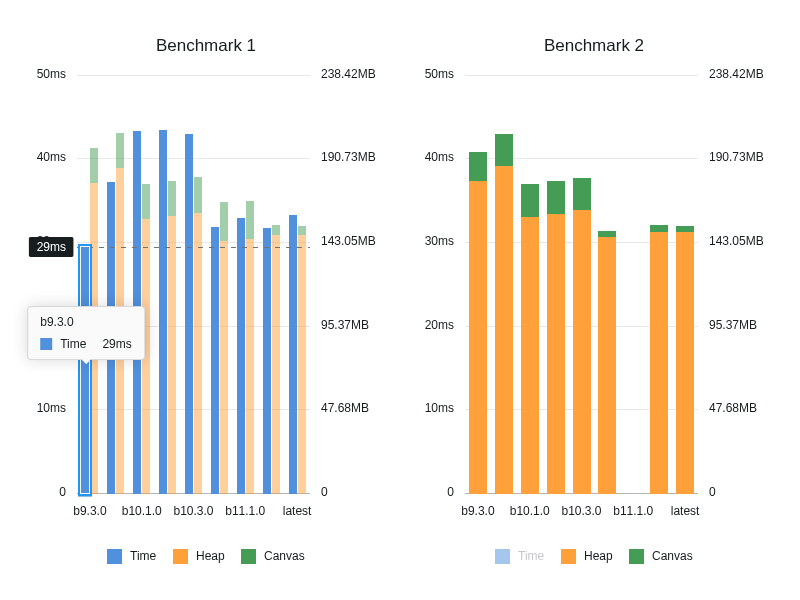 Benchmark 1
50ms
238.42MB
40ms
190.73MB
29ms
143.05MB
b9.3.0
Time 29ms
95.37MB
10ms
47.68MB
0
0
b9.3.0 b10.1.0 b10.3.0 b11.1.0 latest
Time Heap Canvas
Benchmark 2
50ms
238.42MB
40ms
190.73MB
30ms
143.05MB
20ms
95.37MB
10ms
47.68MB
0
0
b9.3.0 b10.1.0 b10.3.0 b11.1.0 latest
Time Heap Canvas